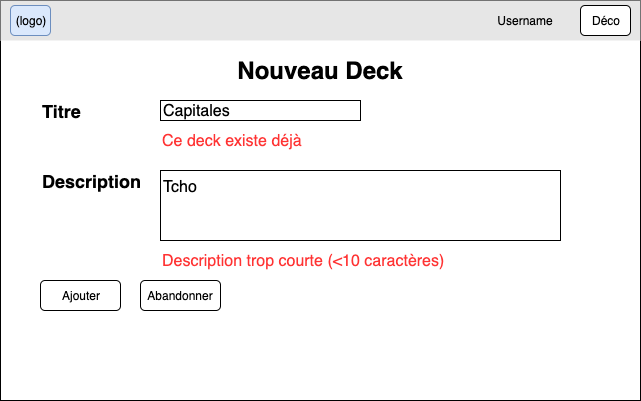 (logo) Username Déco
Nouveau Deck
Titre Capitales
Ce deck existe déjà
Description Tcho
Description trop courte (<10 caractères)
Ajouter Abandonner